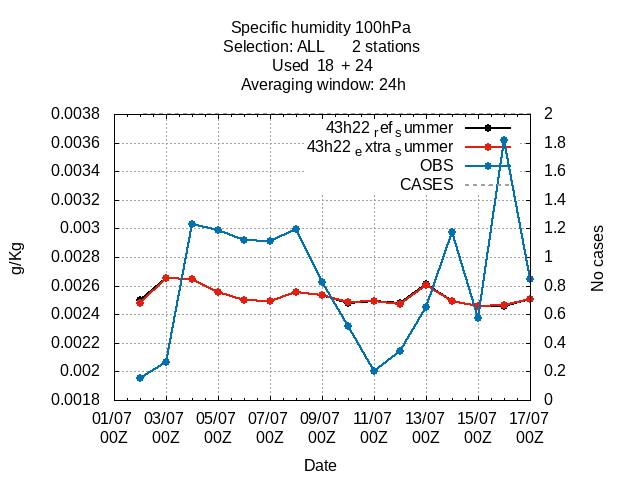 Specific humidity 100hPa
Selection: ALL 2 stations
Used 18 + 24
Averaging window: 24h
0.0038 2
43h22 ref summer
0.0036 1.8
43h22 extra summer
OBS
0.0034 1.6
CASES
0.0032 1.4
0.003 1.2
0.0028 1
g/Kg
No cases
0.0026 0.8
0.0024 0.6
0.0022 0.4
0.002 0.2
0.0018 0
01/07 03/07 05/07 07/07 09/07 11/07 13/07 15/07 17/07
00Z 00Z 00Z 00Z 00Z 00Z 00Z 00Z 00Z
Date